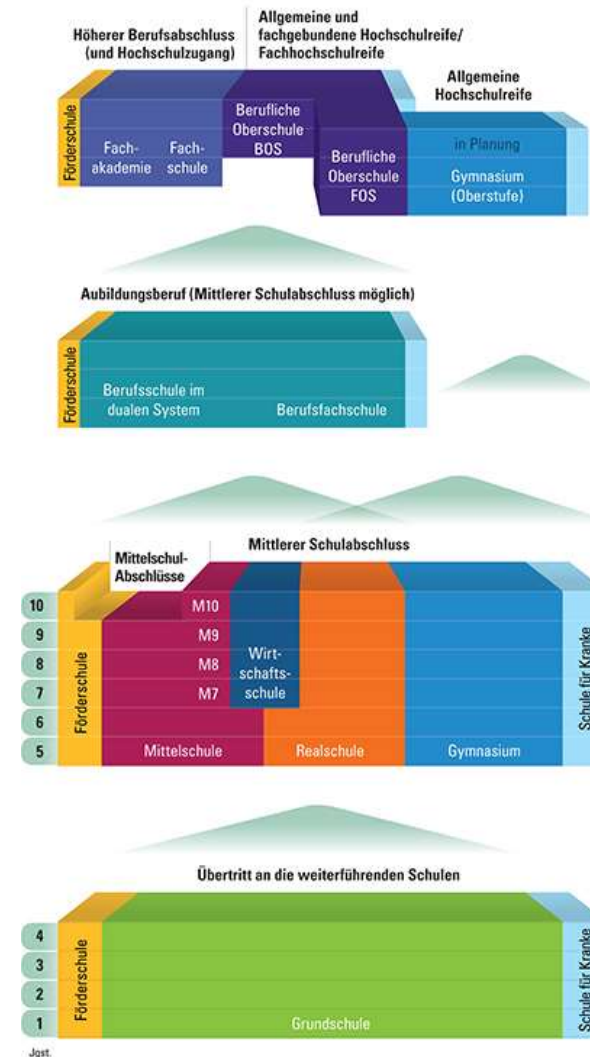 Höherer Berufsabschluss
(und Hochschulzugang)
Allgemeine und
fachgebundene Hochschulreife/
Fachhochschulreife
Allgemeine
Hochschulreife
Förderschule
Fach-
akademie
Fach-
schule
Berufliche
Oberschule
BOS
Berufliche
Oberschule
FOS
in Planung
Gymnasium
(Oberstufe)
Aubildungsberuf (Mittlerer Schulabschluss möglich)
Förderschule
Berufsschule im
dualen System
Berufsfachschule
Mittelschul-
Abschlüsse
Mittlerer Schulabschluss
10
9
8
7
6
5
Förderschule
M10
M9
M8
M7
Wirt-
schafts-
schule
Mittelschule
Realschule
Gymnasium
Schule für Kranke
Übertritt an die weiterführenden Schulen
4
3
2
1
Förderschule
Grundschule
Schule für Kranke
Jgst.